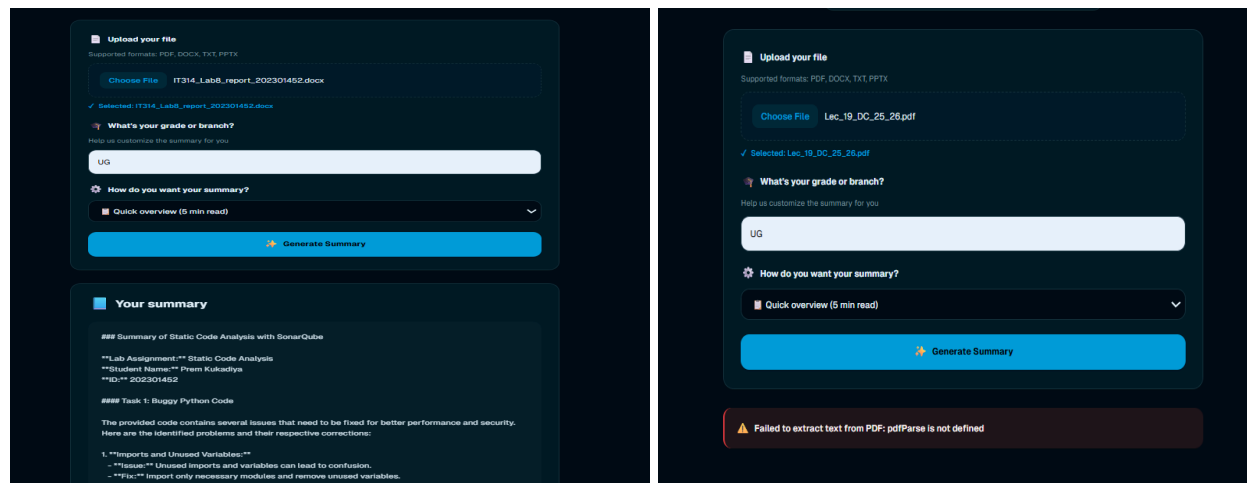 Upload your file
Supported formats: PDF, DOCX, TXT, PPTX
Choose File IT314_Lab8_report_202301452.docx
✓ Selected: IT314_Lab8_report_202301452.docx
What's your grade or branch?
Help us customize the summary for you
UG
How do you want your summary?
Quick overview (5 min read)
Generate Summary
Your summary
### Summary of Static Code Analysis with SonarQube
**Lab Assignment:** Static Code Analysis
**Student Name:** Prem Kukadiya
**ID:** 202301452
#### Task 1: Buggy Python Code
The provided code contains several issues that need to be fixed for better performance and security.
Here are the identified problems and their respective corrections:
1. **Imports and Unused Variables:**
- **Issue:** Unused imports and variables can lead to confusion.
- **Fix:** Import only necessary modules and remove unused variables.
Upload your file
Supported formats: PDF, DOCX, TXT, PPTX
Choose File Lec_19_DC_25_26.pdf
✓ Selected: Lec_19_DC_25_26.pdf
What's your grade or branch?
Help us customize the summary for you
UG
How do you want your summary?
Quick overview (5 min read)
Generate Summary
Failed to extract text from PDF: pdfParse is not defined